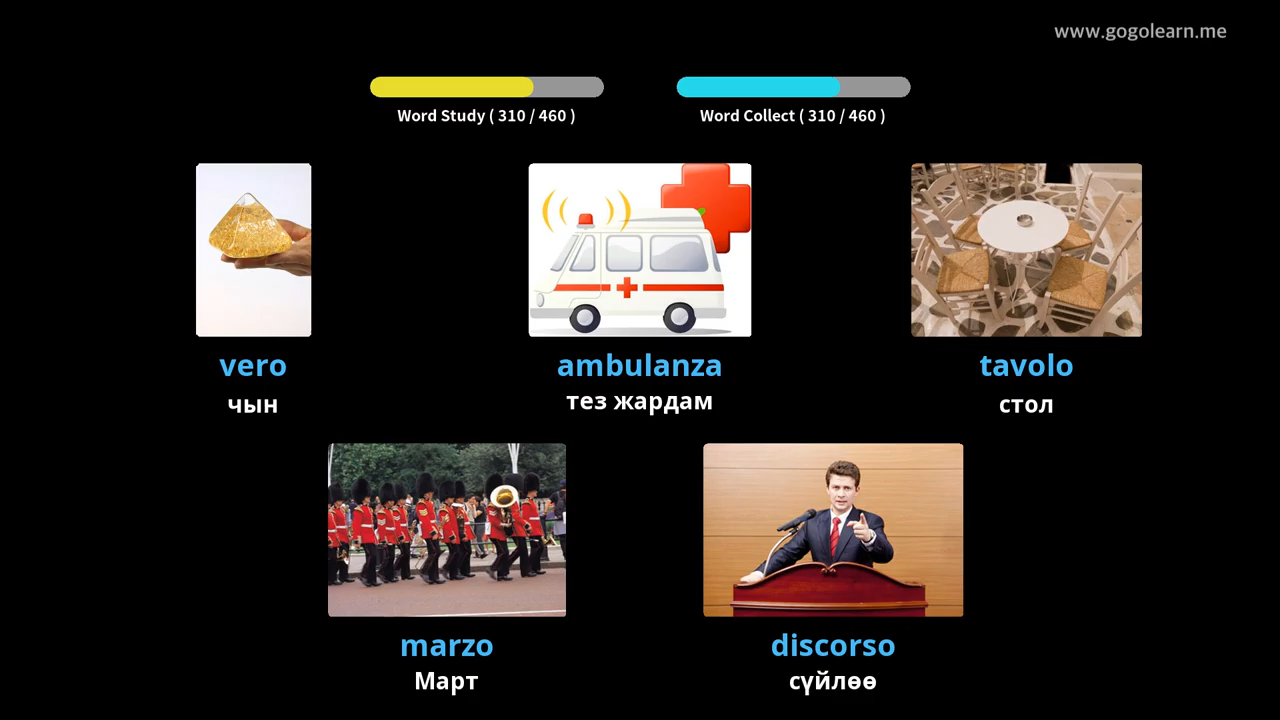 www.gogolearn.me
Word Study ( 310 / 460 )
Word Collect ( 310 / 460 )
vero
чын
ambulanza
тез жардам
tavolo
стол
marzo
Март
discorso
сүйлөө